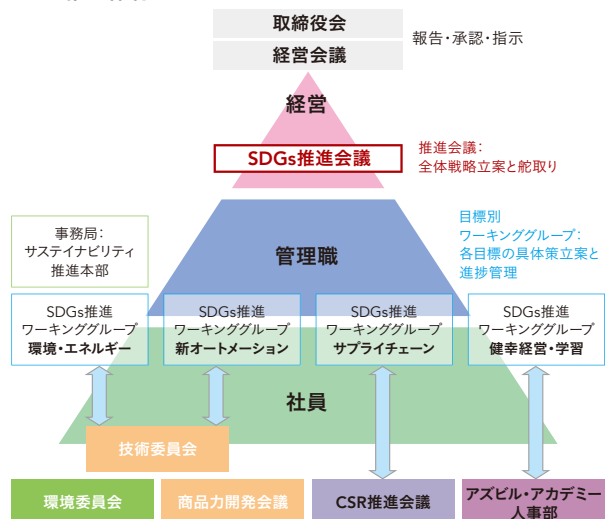 取締役会
経営会議
報告・承認・指示
経営
SDGs推進会議
推進会議：
全体戦略立案と舵取り
事務局：
サステイナビリティ
推進本部
管理職
目標別
ワーキンググループ：
各目標の具体策立案と
進捗管理
SDGs推進
ワーキンググループ
環境・エネルギー
SDGs推進
ワーキンググループ
新オートメーション
SDGs推進
ワーキンググループ
サプライチェーン
SDGs推進
ワーキンググループ
健幸経営・学習
社員
技術委員会
環境委員会
商品力開発会議
CSR推進会議
アズビル・アカデミー
人事部